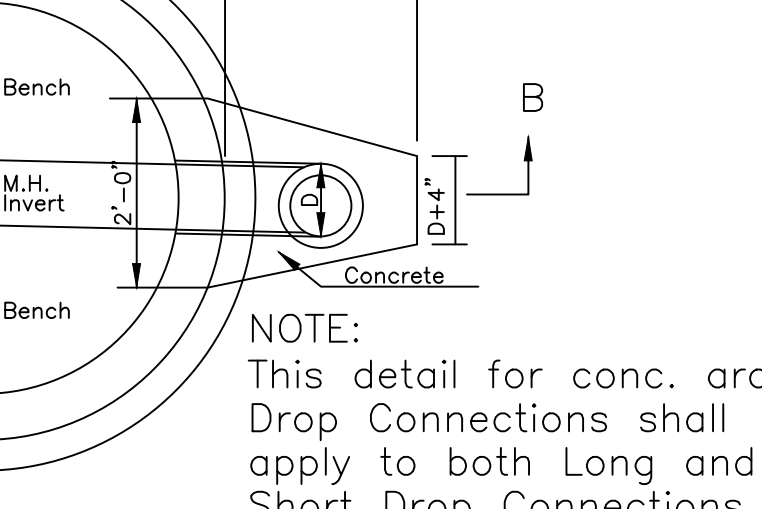 Bench
B
M.H.
Invert
2'-0"
D
D+4"
Concrete
Bench
NOTE:
This detail for conc.
Drop Connections shall
apply to both Long and
Short Drop Connections